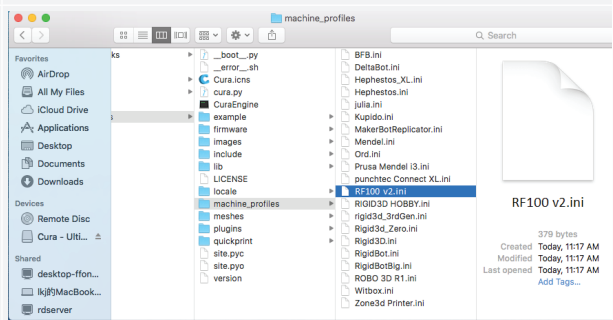 machine_profiles
Search
Favorites
AirDrop
All My Files
iCloud Drive
Applications
Desktop
Documents
Downloads
Devices
Remote Disc
Cura - Ulti...
Shared
desktop-ffon...
lkj的MacBook...
rdserver
ks
s
__boot__.py
__error__.sh
Cura.icns
cura.py
CuraEngine
example
firmware
images
include
lib
LICENSE
locale
machine_profiles
meshes
plugins
quickprint
site.pyc
site.pyo
version
BFB.ini
DeltaBot.ini
Hephestos_XL.ini
Hephestos.ini
julia.ini
Kupido.ini
MakerBotReplicator.ini
Mendel.ini
Ord.ini
Prusa Mendel i3.ini
punchtec Connect XL.ini
RF100 v2.ini
RIGID3D HOBBY.ini
rigid3d_3rdGen.ini
rigid3d_Zero.ini
Rigid3D.ini
RigidBot.ini
RigidBotBig.ini
ROBO 3D R1.ini
Witbox.ini
Zone3d Printer.ini
RF100 v2.ini
379 bytes
Created Today, 11:17 AM
Modified Today, 11:17 AM
Last opened Today, 11:17 AM
Add Tags...